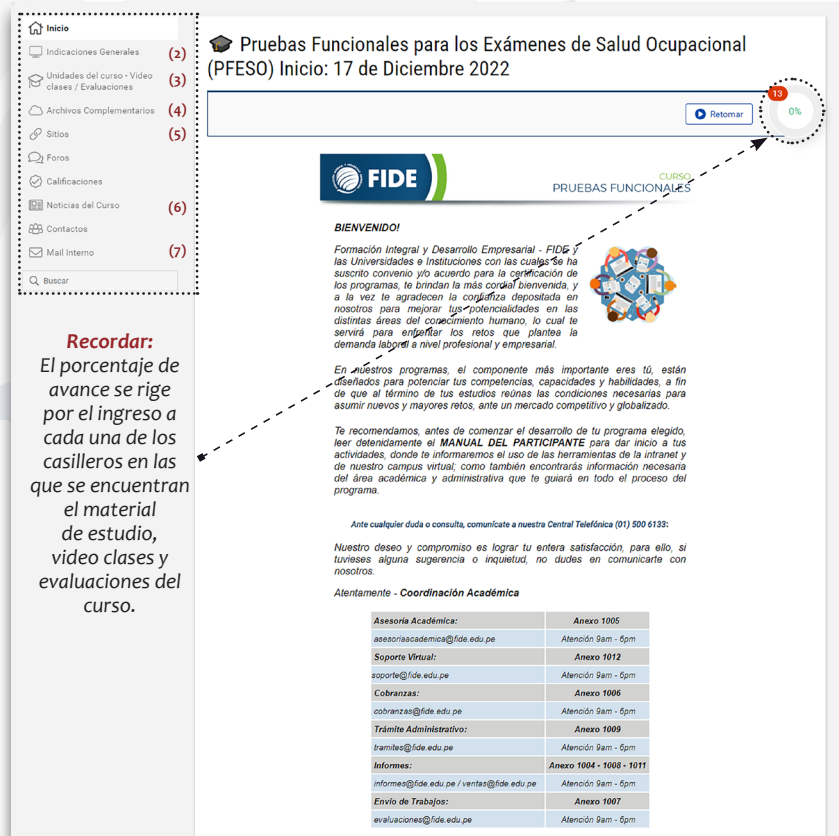 Inicio
Indicaciones Generales (2)
Unidades del curso - Video
clases / Evaluaciones (3)
Archivos Complementarios (4)
Sitios (5)
Foros
Calificaciones
Noticias del Curso (6)
Contactos
Mail Interno (7)
Buscar
Recordar:
El porcentaje de
avance se rige
por el ingreso a
cada una de los
casilleros en las
que se encuentran
el material
de estudio,
video clases y
evaluaciones del
curso.
Pruebas Funcionales para los Exámenes de Salud Ocupacional
(PFESO) Inicio: 17 de Diciembre 2022
Retomar
13
0%
FIDE
CURSO
PRUEBAS FUNCIONALES
BIENVENIDO!
Formación Integral y Desarrollo Empresarial - FIDE y
las Universidades e Instituciones con las cuales se ha
suscrito convenio y/o acuerdo para la certificación de
los programas, te brindan la más cordial bienvenida, y
a la vez te agradecen la confianza depositada en
nosotros para mejorar tus potencialidades en las
distintas áreas del conocimiento humano, lo cual te
servirá para enfrentar los retos que plantea la
demanda laboral a nivel profesional y empresarial.
En nuestros programas, el componente más importante eres tú, están
diseñados para potenciar tus competencias, capacidades y habilidades, a fin
de que al término de tus estudios reúnas las condiciones necesarias para
asumir nuevos y mayores retos, ante un mercado competitivo y globalizado.
Te recomendamos, antes de comenzar el desarrollo de tu programa elegido,
leer detenidamente el MANUAL DEL PARTICIPANTE para dar inicio a tus
actividades, donde te informaremos el uso de las herramientas de la intranet y
de nuestro campus virtual; como también encontrarás información necesaria
del área académica y administrativa que te guiará en todo el proceso del
programa.
Ante cualquier duda o consulta, comunícate a nuestra Central Telefónica (01) 500 6133:
Nuestro deseo y compromiso es lograr tu entera satisfacción, para ello, si
tuvieses alguna sugerencia o inquietud, no dudes en comunicarte con
nosotros.
Atentamente - Coordinación Académica
Asesoría Académica: Anexo 1005
asesoriaacademica@fide.edu.pe Atención 9am - 6pm
Soporte Virtual: Anexo 1012
soporte@fide.edu.pe Atención 9am - 6pm
Cobranzas: Anexo 1006
cobranzas@fide.edu.pe Atención 9am - 6pm
Trámite Administrativo: Anexo 1009
tramites@fide.edu.pe Atención 9am - 6pm
Informes: Anexo 1004 - 1008 - 1011
informes@fide.edu.pe / ventas@fide.edu.pe Atención 9am - 6pm
Envío de Trabajos: Anexo 1007
evaluaciones@fide.edu.pe Atención 9am - 6pm